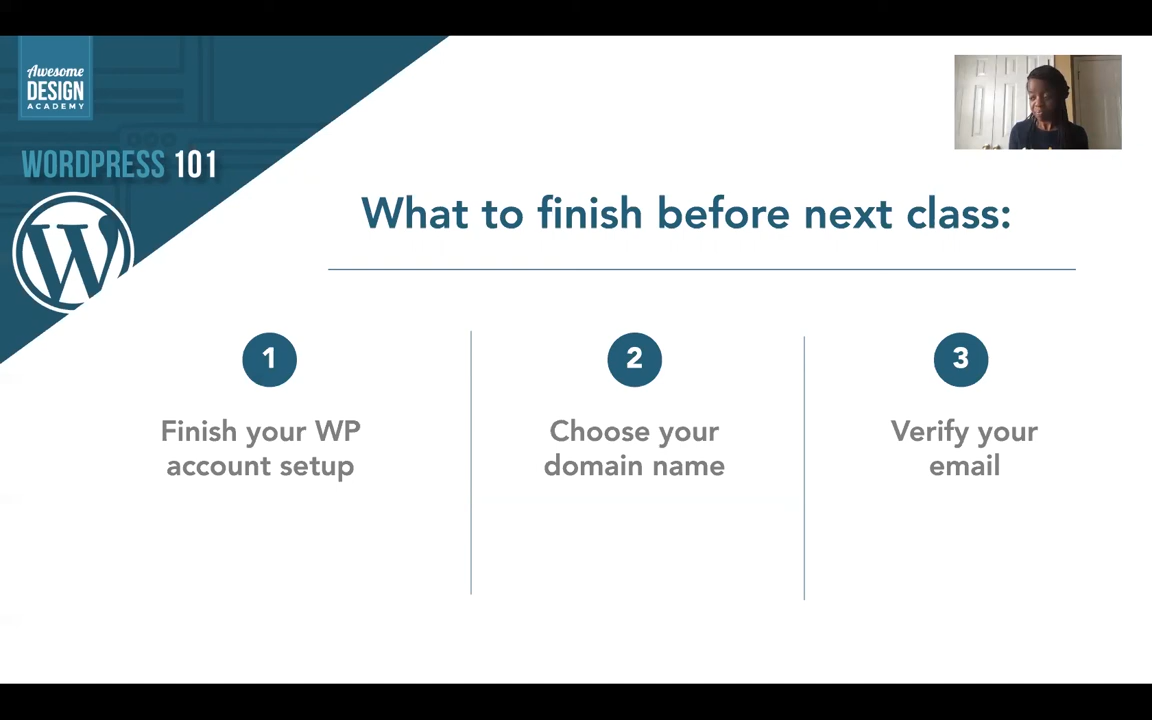 Awesome
DESIGN
ACADEMY
WORDPRESS 101
What to finish before next class:
1
Finish your WP
account setup
2
Choose your
domain name
3
Verify your
email